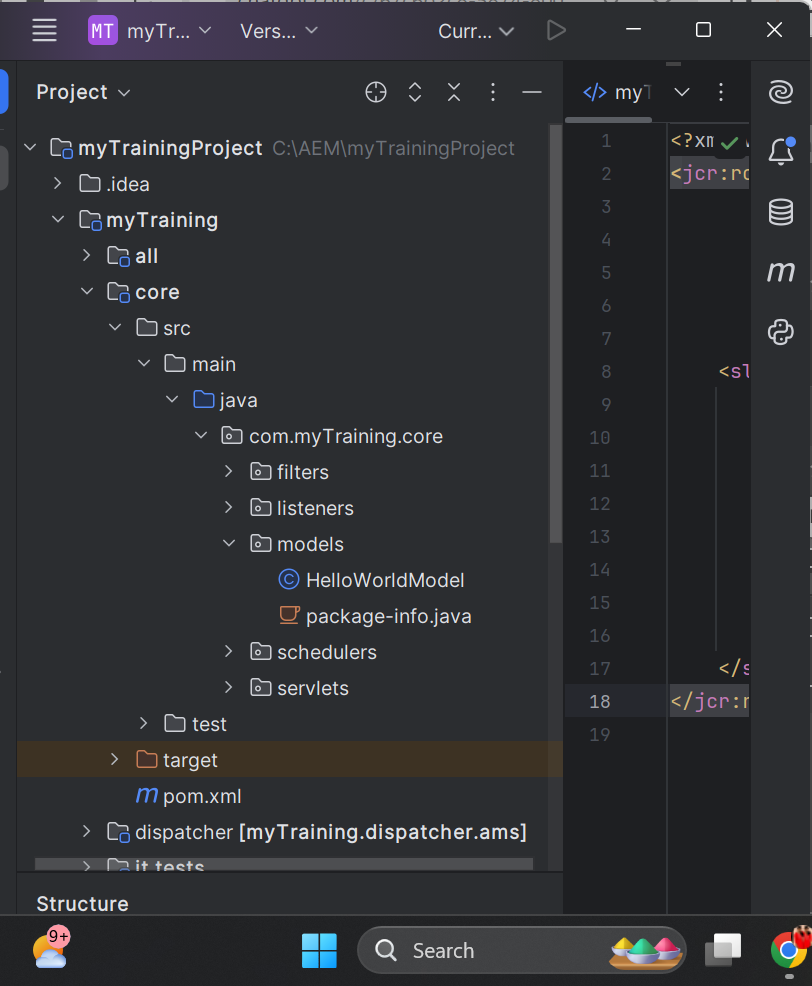 MT myTr... Vers... Curr...
Project
myTrainingProject C:\AEM\myTrainingProject
.idea
myTraining
all
core
src
main
java
com.myTraining.core
filters
listeners
models
HelloWorldModel
package-info.java
schedulers
servlets
test
target
pom.xml
dispatcher [myTraining.dispatcher.ams]
it.tests
Structure
</> myT
1 <?xm
2 <jcr:ro
3
4
5
6
7
8 <sl
9
10
11
12
13
14
15
16
17 </s
18 </jcr:r
19
m
9+
Search